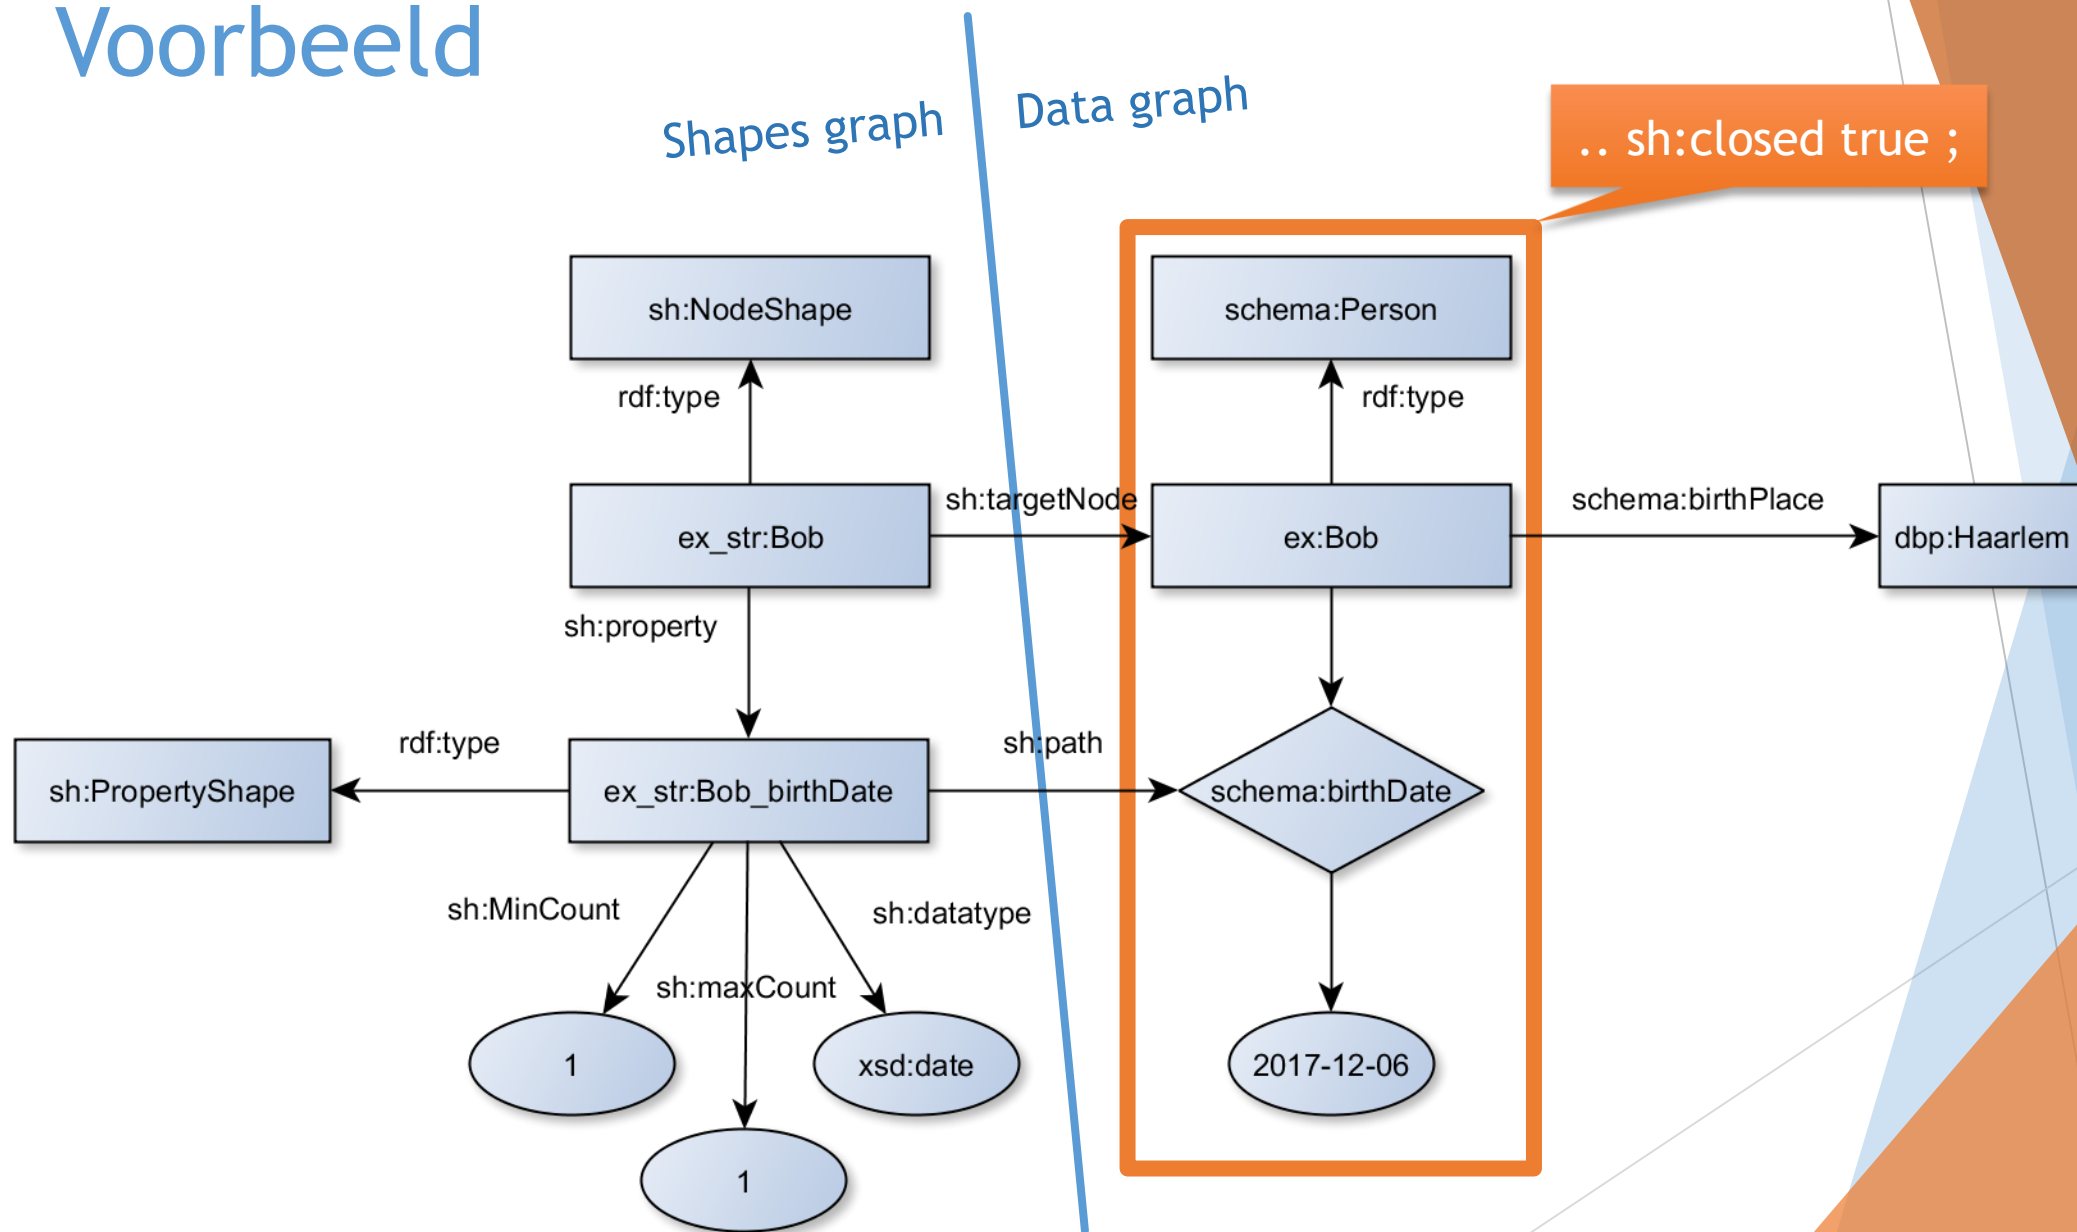 Voorbeeld
Shapes graph
Data graph
.. sh:closed true ;
sh:NodeShape
schema:Person
rdf:type
rdf:type
ex_str:Bob
sh:targetNode
ex:Bob
schema:birthPlace
dbp:Haarlem
sh:property
sh:PropertyShape
rdf:type
ex_str:Bob_birthDate
sh:path
schema:birthDate
sh:MinCount
sh:maxCount
sh:datatype
1
1
xsd:date
2017-12-06